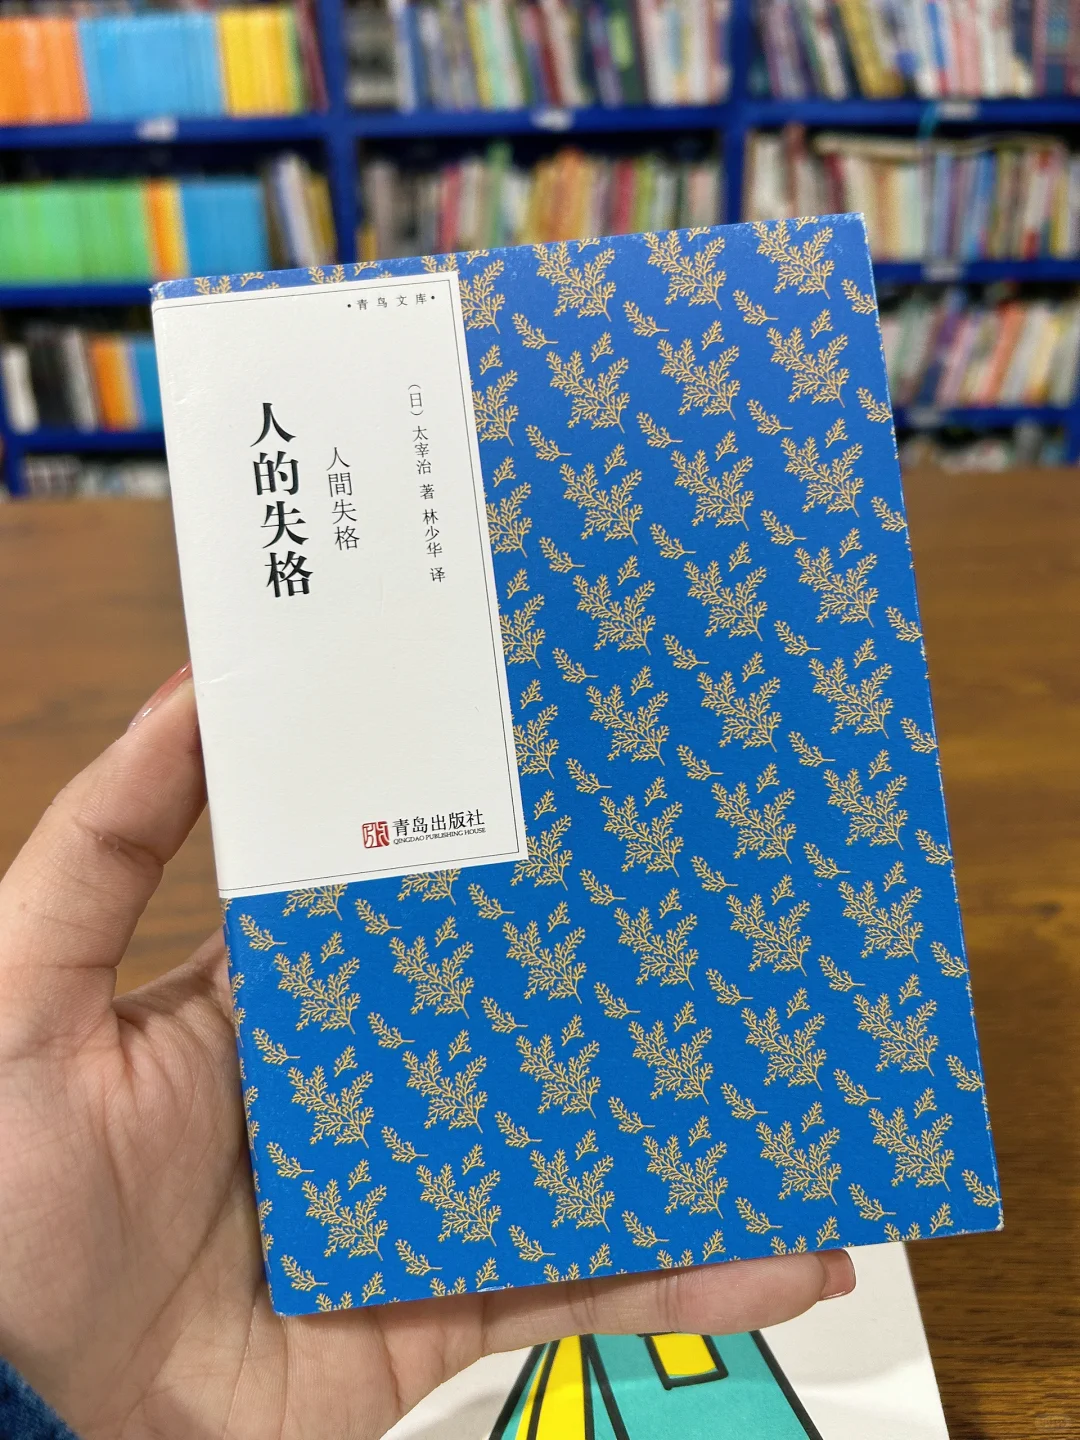 •青鸟文库•
人的失格
人間失格
（日）太宰治 著 林少华 译
青岛出版社
QINGDAO PUBLISHING HOUSE